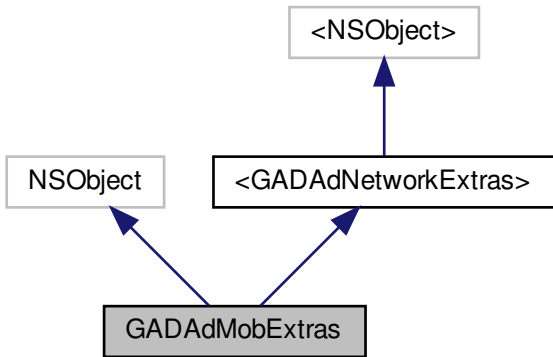 <NSObject>
NSObject
<GADAdNetworkExtras>
GADAdMobExtras